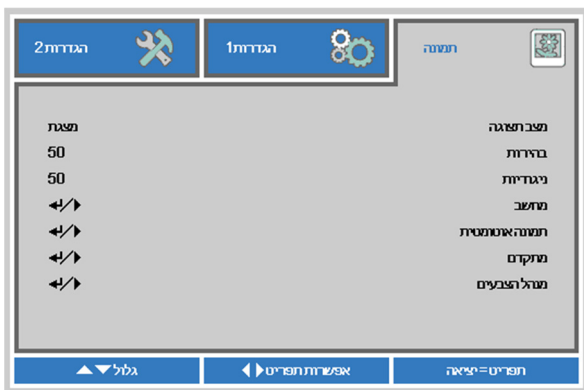 תמונה
הגדרות1
הגדרות2
מצב תצוגה מצגת
בהירות 50
ניגודיות 50
מחשב ↵/▶
תמונה אוטומטית ↵/▶
מתקדם ↵/▶
מנהל הצבעים ↵/▶
תפריט = יציאה
אפשרות תפריט ◀▶
גלול ▼▲